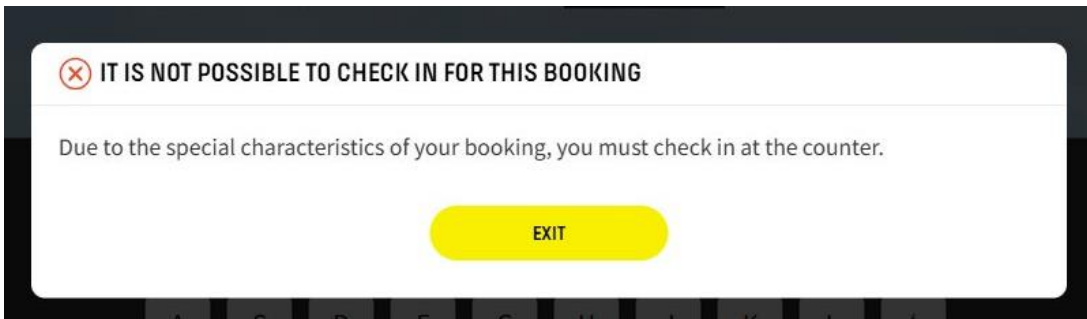 IT IS NOT POSSIBLE TO CHECK IN FOR THIS BOOKING
Due to the special characteristics of your booking, you must check in at the counter.
EXIT